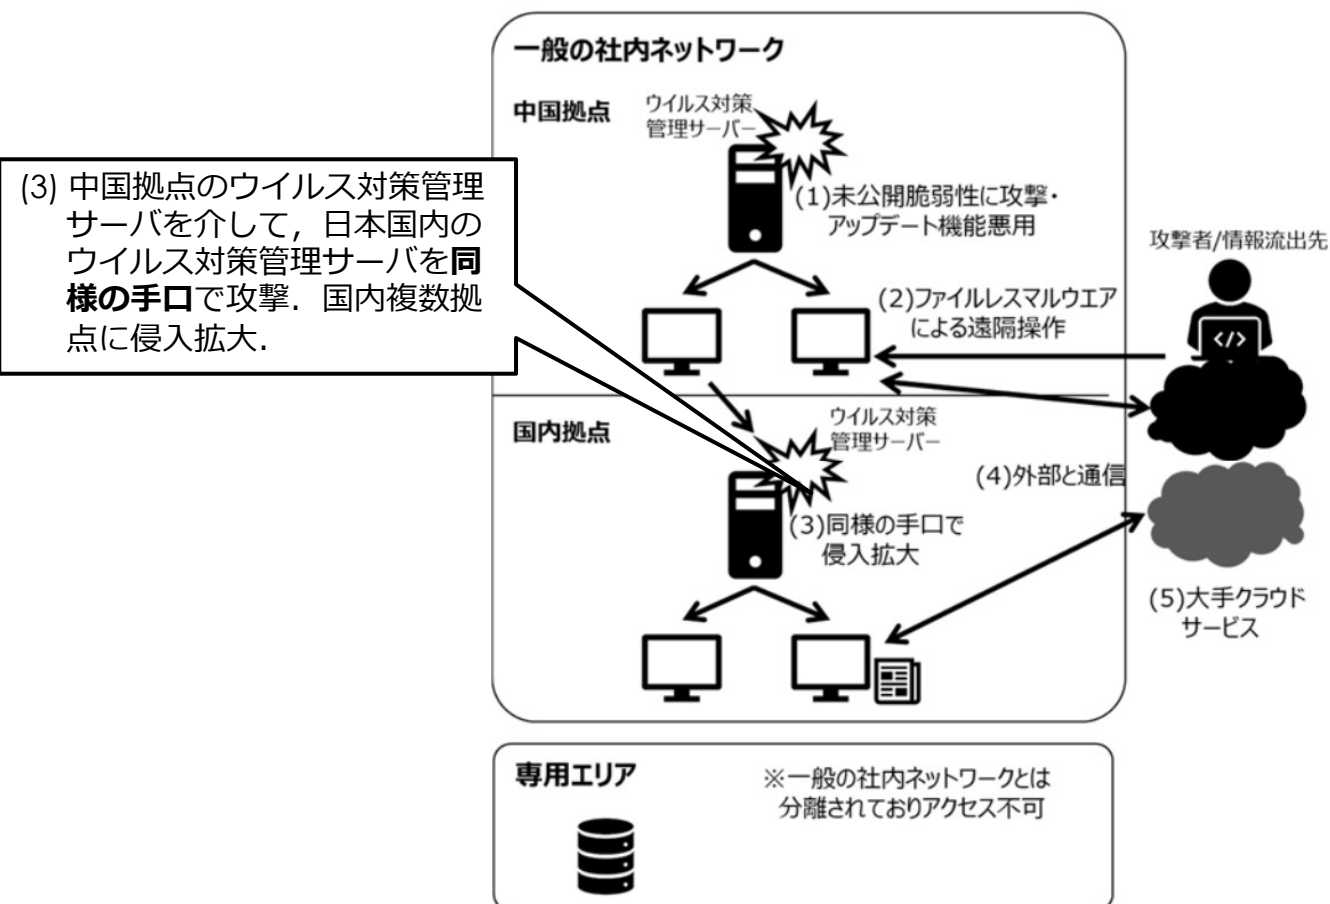 一般の社内ネットワーク
中国拠点
ウイルス対策
管理サーバー
(1)未公開脆弱性に攻撃・
アップデート機能悪用
(2)ファイルレスマルウエア
による遠隔操作
攻撃者/情報流出先
</>
(3) 中国拠点のウイルス対策管理
サーバを介して，日本国内の
ウイルス対策管理サーバを同
様の手口で攻撃．国内複数拠
点に侵入拡大．
国内拠点
ウイルス対策
管理サーバー
(3)同様の手口で
侵入拡大
(4)外部と通信
(5)大手クラウド
サービス
専用エリア
※一般の社内ネットワークとは
分離されておりアクセス不可